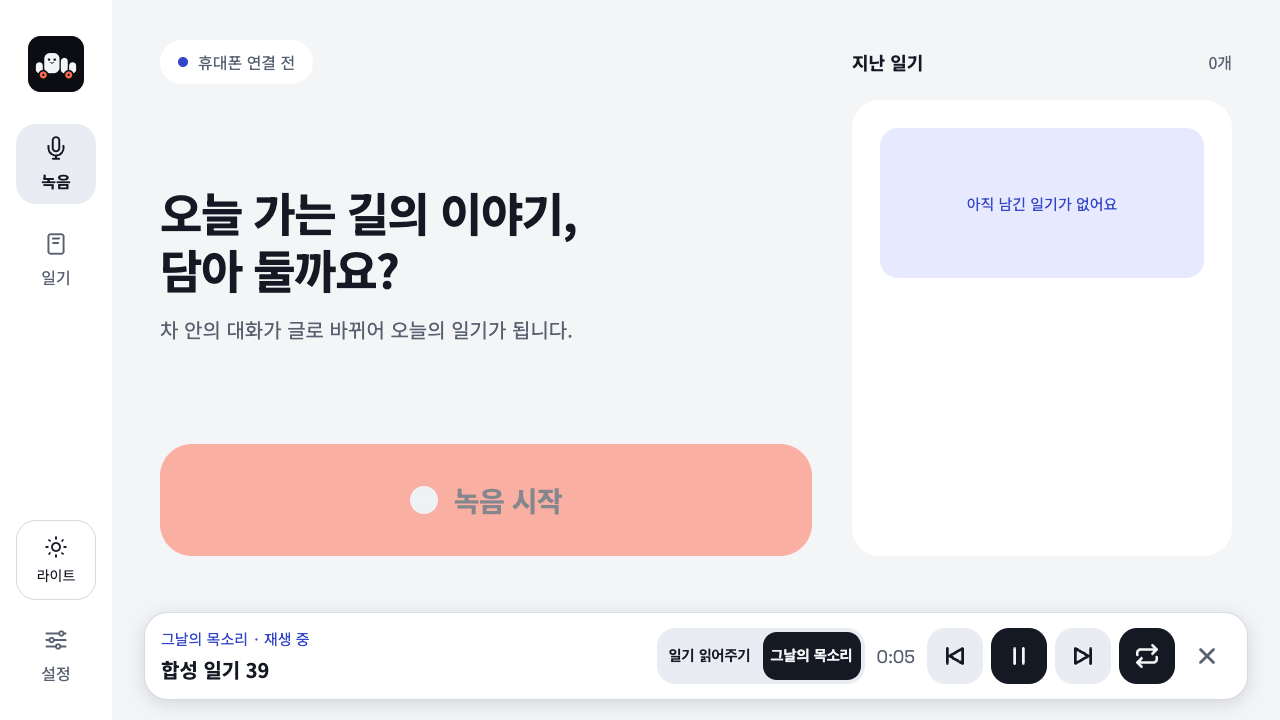 휴대폰 연결 전
지난 일기
0개
녹음
일기
오늘 가는 길의 이야기,
담아 둘까요?
차 안의 대화가 글로 바뀌어 오늘의 일기가 됩니다.
아직 남긴 일기가 없어요
녹음 시작
라이트
설정
그날의 목소리 · 재생 중
합성 일기 39
일기 읽어주기
그날의 목소리
0:05